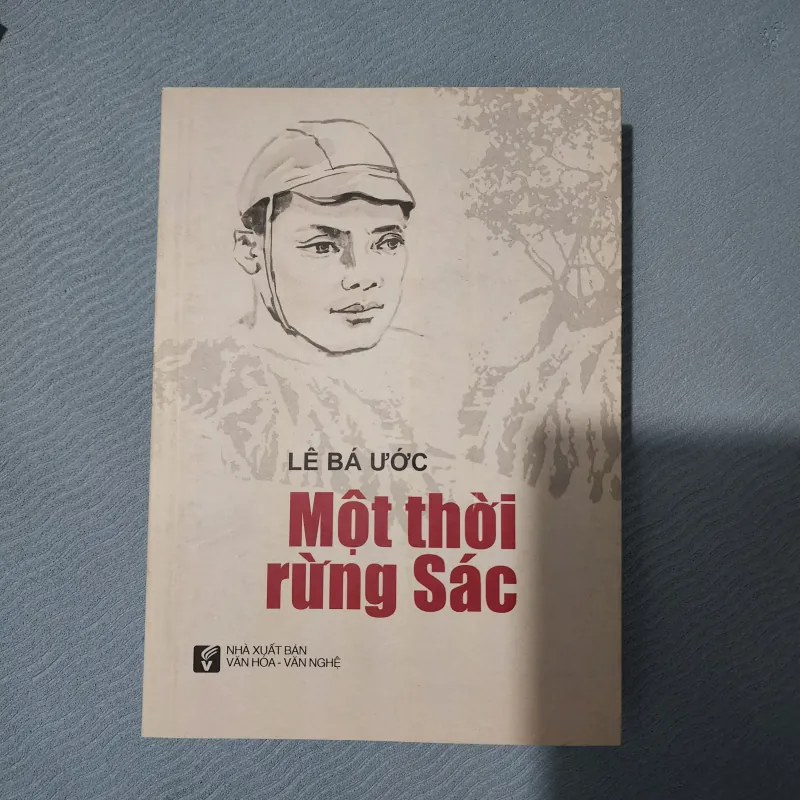 LÊ BÁ ƯỚC
Một thời
rừng Sác
NHÀ XUẤT BẢN
VĂN HÓA - VĂN NGHỆ